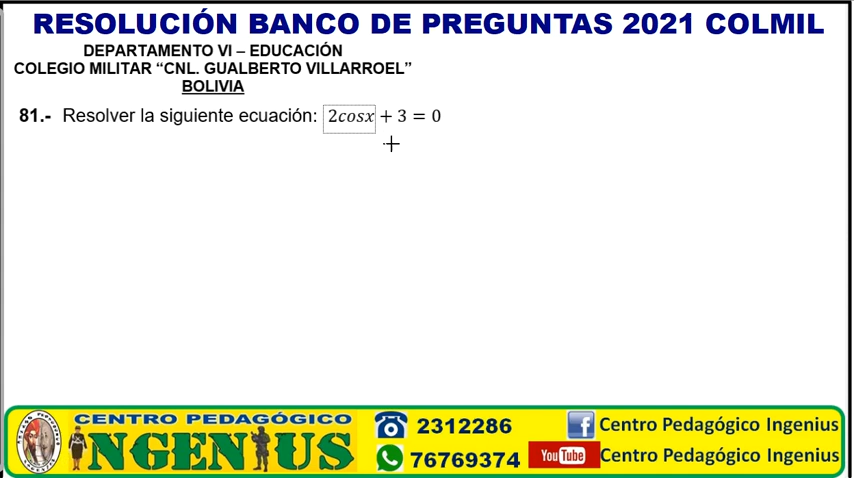 RESOLUCIÓN BANCO DE PREGUNTAS 2021 COLMIL
DEPARTAMENTO VI – EDUCACIÓN
COLEGIO MILITAR “CNL. GUALBERTO VILLARROEL”
BOLIVIA
81.- Resolver la siguiente ecuación: 2cosx + 3 = 0
CENTRO PEDAGÓGICO
INGENIUS
2312286
76769374
Centro Pedagógico Ingenius
YouTube Centro Pedagógico Ingenius